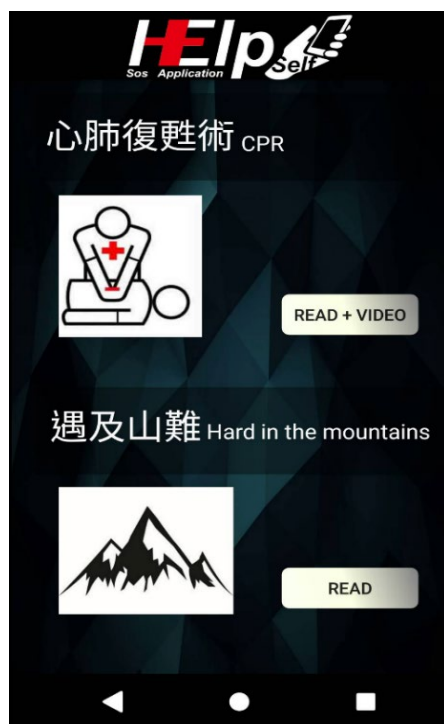 HElp
Self
Sos Application
心肺復甦術 CPR
READ + VIDEO
遇及山難 Hard in the mountains
READ